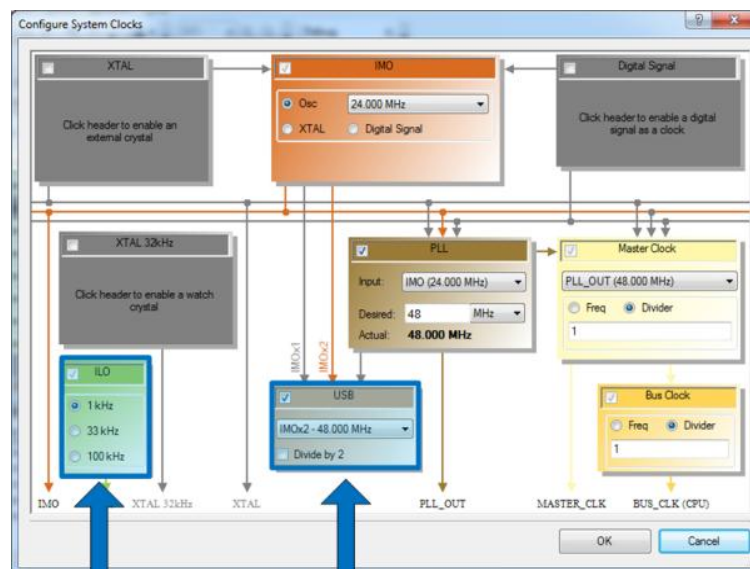 Configure System Clocks
XTAL
Click header to enable an
external crystal
IMO
Osc
24.000 MHz
XTAL
Digital Signal
Digital Signal
Click header to enable a digital
signal as a clock.
XTAL 32kHz
Click header to enable a watch
crystal
PLL
Input:
IMO (24.000 MHz)
Desired:
48
MHz
Actual:
48.000 MHz
Master Clock
PLL_OUT (48.000 MHz)
Freq
Divider
1
ILO
1 kHz
33 kHz
100 kHz
IMOx1
IMOx2
USB
IMOx2 - 48.000 MHz
Divide by 2
Bus Clock
Freq
Divider
1
IMO
XTAL 32kHz
XTAL
PLL_OUT
MASTER_CLK
BUS_CLK (CPU)
OK
Cancel